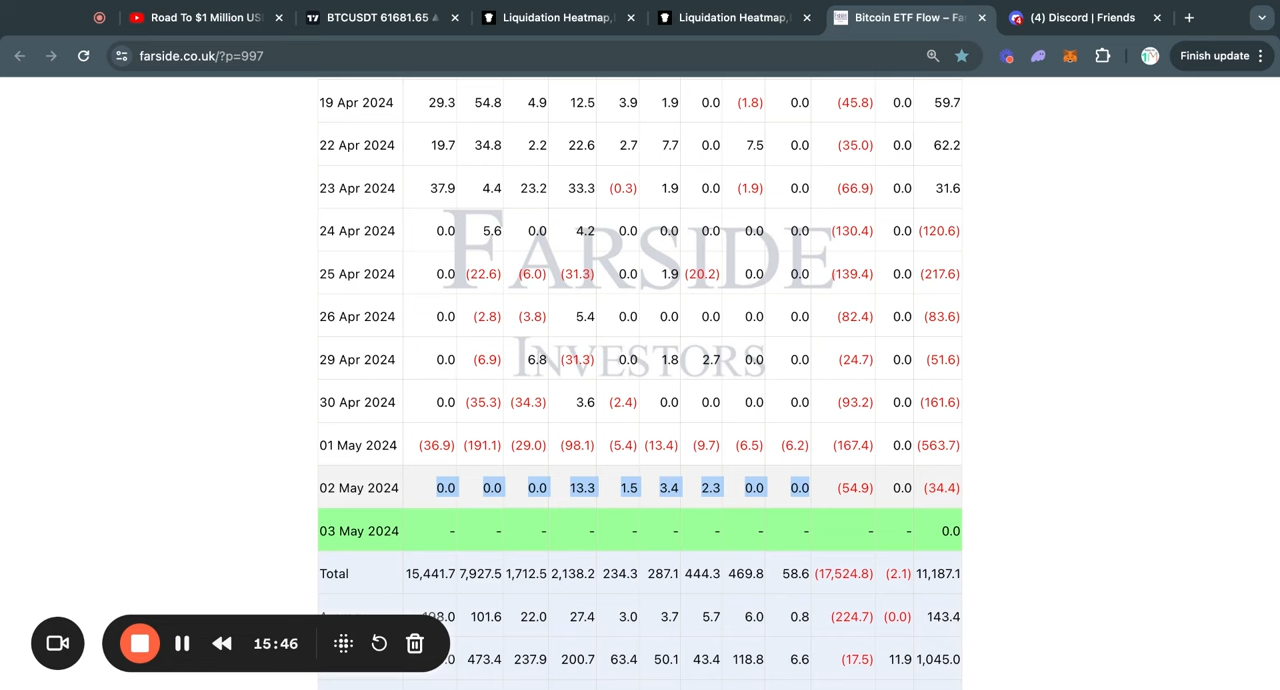 Road To $1 Million US
BTCUSDT 61681.65
Liquidation Heatmap,
Liquidation Heatmap,
Bitcoin ETF Flow – Fa
(4) Discord | Friends
farside.co.uk/?p=997
Finish update
19 Apr 2024 29.3 54.8 4.9 12.5 3.9 1.9 0.0 (1.8) 0.0 (45.8) 0.0 59.7
22 Apr 2024 19.7 34.8 2.2 22.6 2.7 7.7 0.0 7.5 0.0 (35.0) 0.0 62.2
23 Apr 2024 37.9 4.4 23.2 33.3 (0.3) 1.9 0.0 (1.9) 0.0 (66.9) 0.0 31.6
24 Apr 2024 0.0 5.6 0.0 4.2 0.0 0.0 0.0 0.0 0.0 (130.4) 0.0 (120.6)
FARSIDE
25 Apr 2024 0.0 (22.6) (6.0) (31.3) 0.0 1.9 (20.2) 0.0 0.0 (139.4) 0.0 (217.6)
26 Apr 2024 0.0 (2.8) (3.8) 5.4 0.0 0.0 0.0 0.0 0.0 (82.4) 0.0 (83.6)
INVESTORS
29 Apr 2024 0.0 (6.9) 6.8 (31.3) 0.0 1.8 2.7 0.0 0.0 (24.7) 0.0 (51.6)
30 Apr 2024 0.0 (35.3) (34.3) 3.6 (2.4) 0.0 0.0 0.0 0.0 (93.2) 0.0 (161.6)
01 May 2024 (36.9) (191.1) (29.0) (98.1) (5.4) (13.4) (9.7) (6.5) (6.2) (167.4) 0.0 (563.7)
02 May 2024 0.0 0.0 0.0 13.3 1.5 3.4 2.3 0.0 0.0 (54.9) 0.0 (34.4)
03 May 2024 - - - - - - - - - - - 0.0
Total 15,441.7 7,927.5 1,712.5 2,138.2 234.3 287.1 444.3 469.8 58.6 (17,524.8) (2.1) 11,187.1
101.6 22.0 27.4 3.0 3.7 5.7 6.0 0.8 (224.7) (0.0) 143.4
473.4 237.9 200.7 63.4 50.1 43.4 118.8 6.6 (17.5) 11.9 1,045.0
15:46